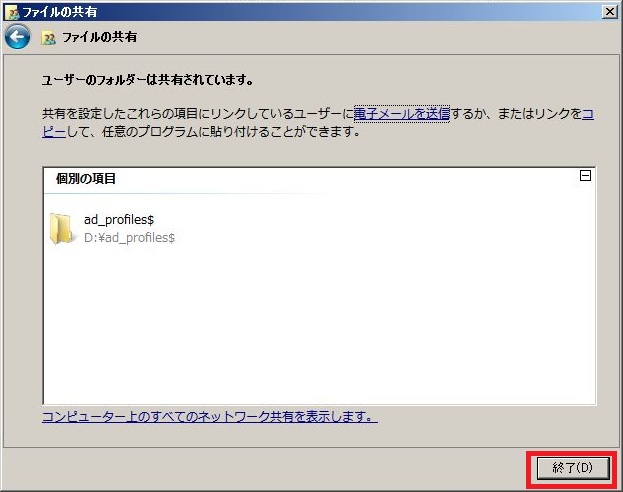 ファイルの共有
ファイルの共有
ユーザーのフォルダーは共有されています。
共有を設定したこれらの項目にリンクしているユーザーに電子メールを送信するか、またはリンクをコ
ピーして、任意のプログラムに貼り付けることができます。
個別の項目
ad_profiles$
D:¥ad_profiles$
コンピューター上のすべてのネットワーク共有を表示します。
終了(D)